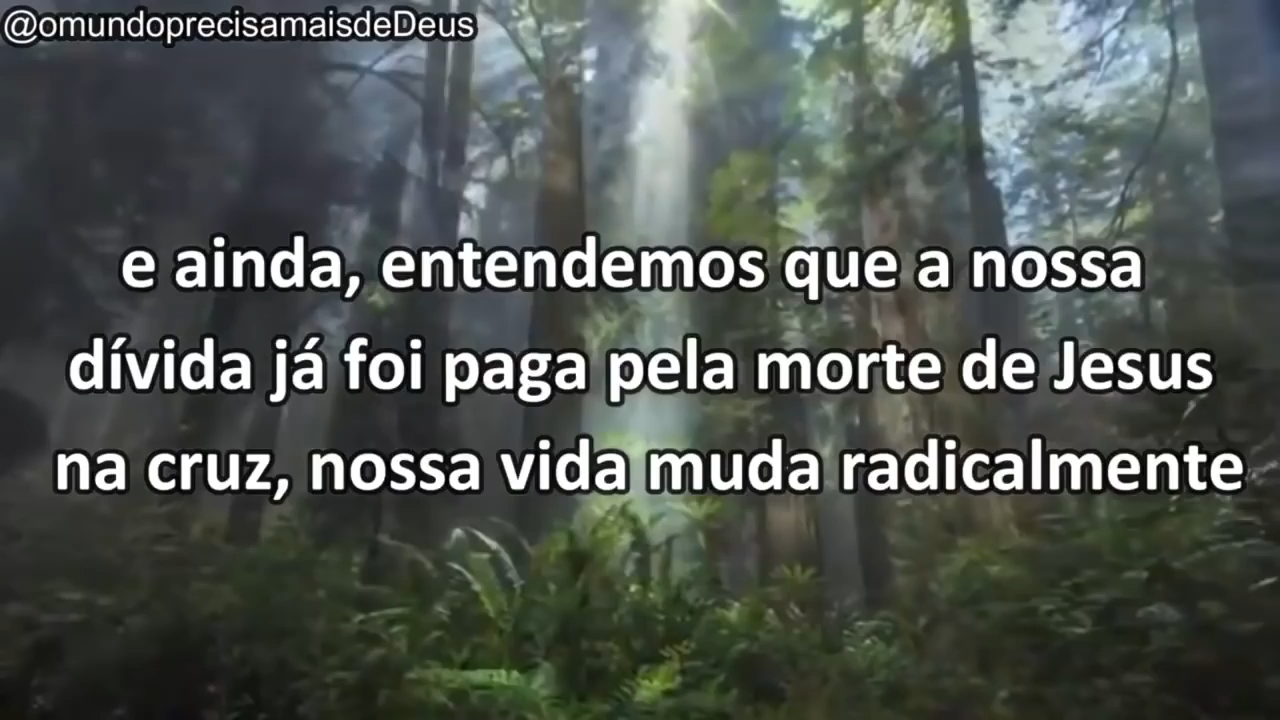 @omundoprecisamaisdeDeus
e ainda, entendemos que a nossa
dívida já foi paga pela morte de Jesus
na cruz, nossa vida muda radicalmente